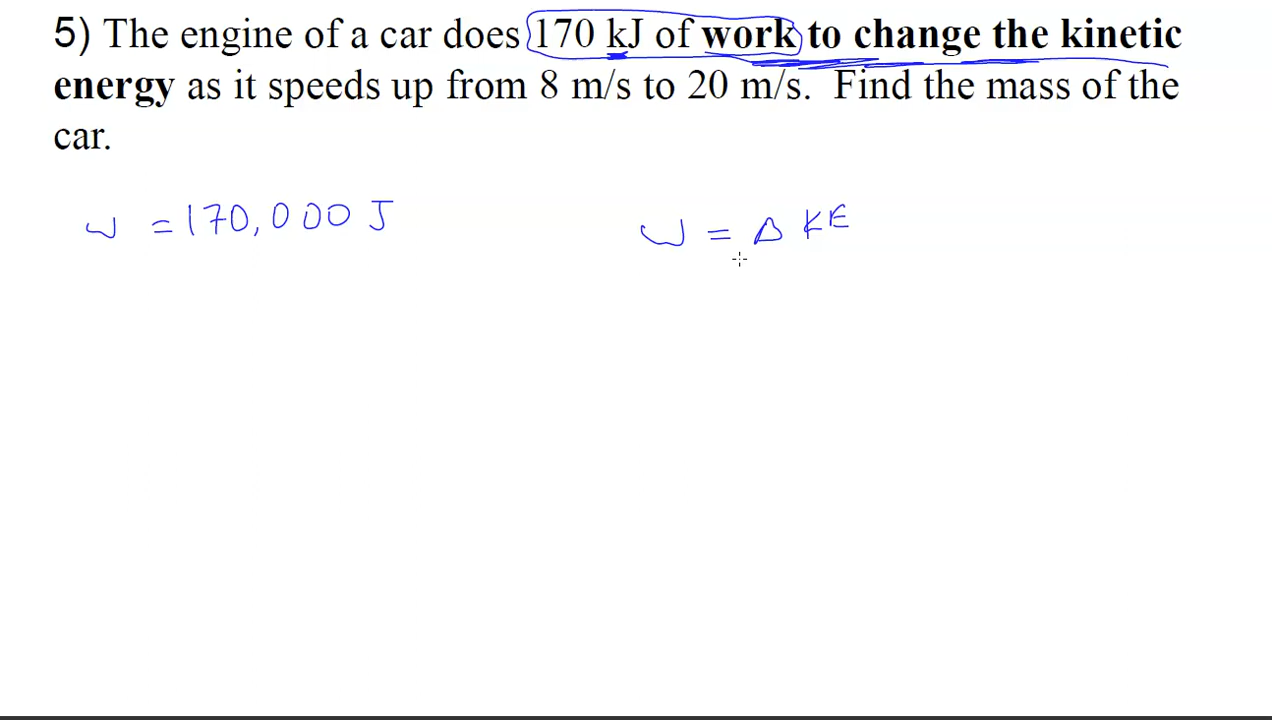 5) The engine of a car does 170 kJ of work to change the kinetic
energy as it speeds up from 8 m/s to 20 m/s. Find the mass of the
car.
W = 170,000 J
W = Δ KE